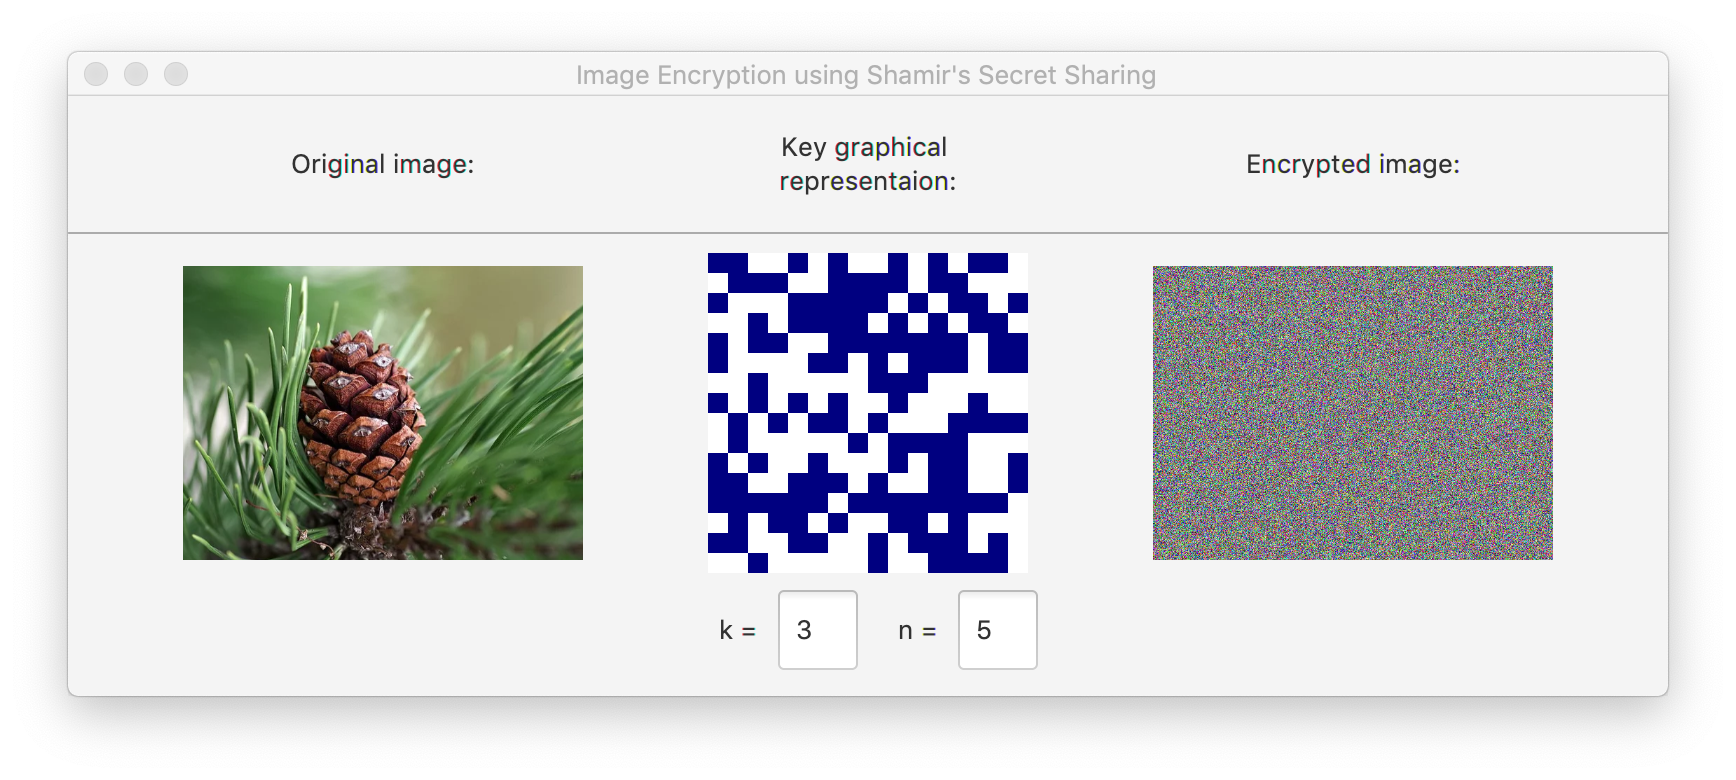 Image Encryption using Shamir's Secret Sharing
Original image:
Key graphical
representaion:
Encrypted image:
k = 3 n = 5